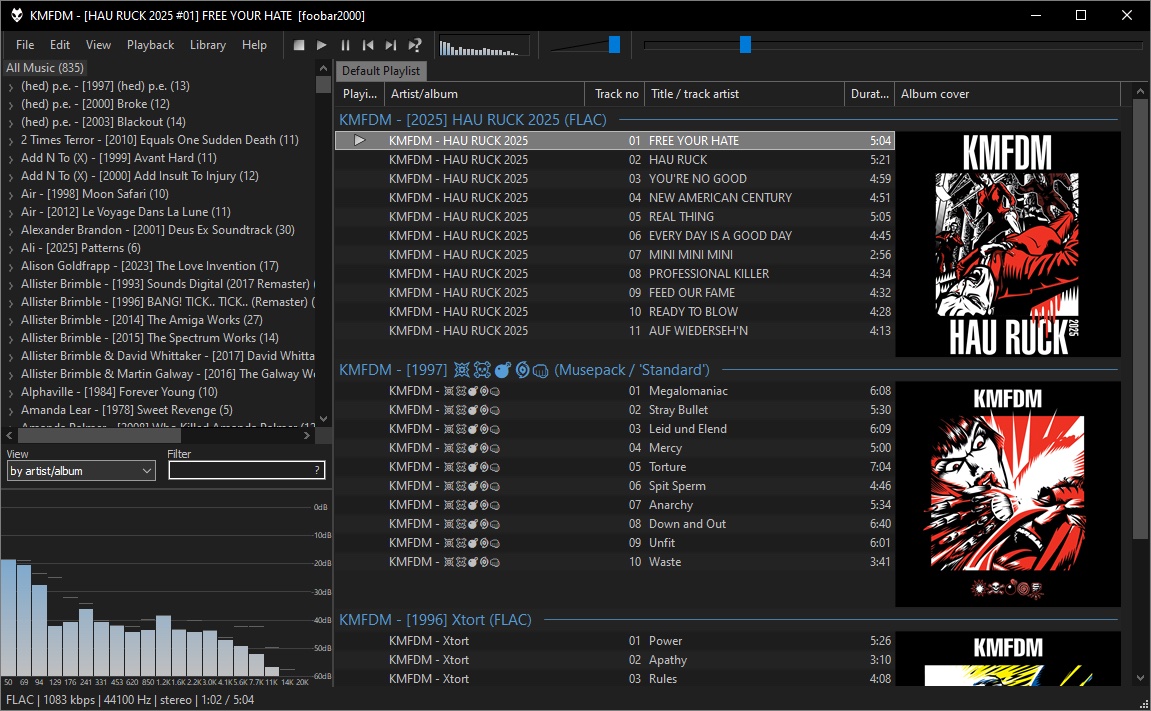 KMFDM - [HAU RUCK 2025 #01] FREE YOUR HATE [foobar2000]
File Edit View Playback Library Help
All Music (835)
(hed) p.e. - [1997] (hed) p.e. (13)
(hed) p.e. - [2000] Broke (12)
(hed) p.e. - [2003] Blackout (14)
2 Times Terror - [2010] Equals One Sudden Death (11)
Add N To (X) - [1999] Avant Hard (11)
Add N To (X) - [2000] Add Insult To Injury (12)
Air - [1998] Moon Safari (10)
Air - [2012] Le Voyage Dans La Lune (11)
Alexander Brandon - [2001] Deus Ex Soundtrack (30)
Ali - [2025] Patterns (6)
Alison Goldfrapp - [2023] The Love Invention (17)
Allister Brimble - [1993] Sounds Digital (2017 Remaster) (
Allister Brimble - [1996] BANG! TICK.. TICK.. (Remaster) (
Allister Brimble - [2014] The Amiga Works (27)
Allister Brimble - [2015] The Spectrum Works (14)
Allister Brimble & David Whittaker - [2017] David Whitta
Allister Brimble & Martin Galway - [2016] The Galway Wo
Alphaville - [1984] Forever Young (10)
Amanda Lear - [1978] Sweet Revenge (5)
Amanda Palmer - [2008] Who Killed Amanda Palmer (12
View
Filter
by artist/album
?
0dB
-10dB
-20dB
-30dB
-40dB
-50dB
-60dB
50 69 94 129 176 241 331 453 620 850 1.2K 1.6K 2.2K 3.0K 4.1K 5.6K 7.7K 11K 14K 20K
FLAC | 1083 kbps | 44100 Hz | stereo | 1:02 / 5:04
Default Playlist
Playi... Artist/album Track no Title / track artist Durat... Album cover
KMFDM - [2025] HAU RUCK 2025 (FLAC)
KMFDM - HAU RUCK 2025 01 FREE YOUR HATE 5:04
KMFDM - HAU RUCK 2025 02 HAU RUCK 5:21
KMFDM - HAU RUCK 2025 03 YOU'RE NO GOOD 4:59
KMFDM - HAU RUCK 2025 04 NEW AMERICAN CENTURY 4:51
KMFDM - HAU RUCK 2025 05 REAL THING 5:05
KMFDM - HAU RUCK 2025 06 EVERY DAY IS A GOOD DAY 4:45
KMFDM - HAU RUCK 2025 07 MINI MINI MINI 2:56
KMFDM - HAU RUCK 2025 08 PROFESSIONAL KILLER 4:34
KMFDM - HAU RUCK 2025 09 FEED OUR FAME 4:32
KMFDM - HAU RUCK 2025 10 READY TO BLOW 4:28
KMFDM - HAU RUCK 2025 11 AUF WIEDERSEH'N 4:13
KMFDM
HAU RUCK 2025
KMFDM - [1997] (Musepack / 'Standard')
KMFDM - 01 Megalomaniac 6:08
KMFDM - 02 Stray Bullet 5:30
KMFDM - 03 Leid und Elend 6:09
KMFDM - 04 Mercy 5:00
KMFDM - 05 Torture 7:04
KMFDM - 06 Spit Sperm 4:46
KMFDM - 07 Anarchy 5:34
KMFDM - 08 Down and Out 6:40
KMFDM - 09 Unfit 6:01
KMFDM - 10 Waste 3:41
KMFDM
KMFDM - [1996] Xtort (FLAC)
KMFDM - Xtort 01 Power 5:26
KMFDM - Xtort 02 Apathy 3:10
KMFDM - Xtort 03 Rules 4:08
KMFDM